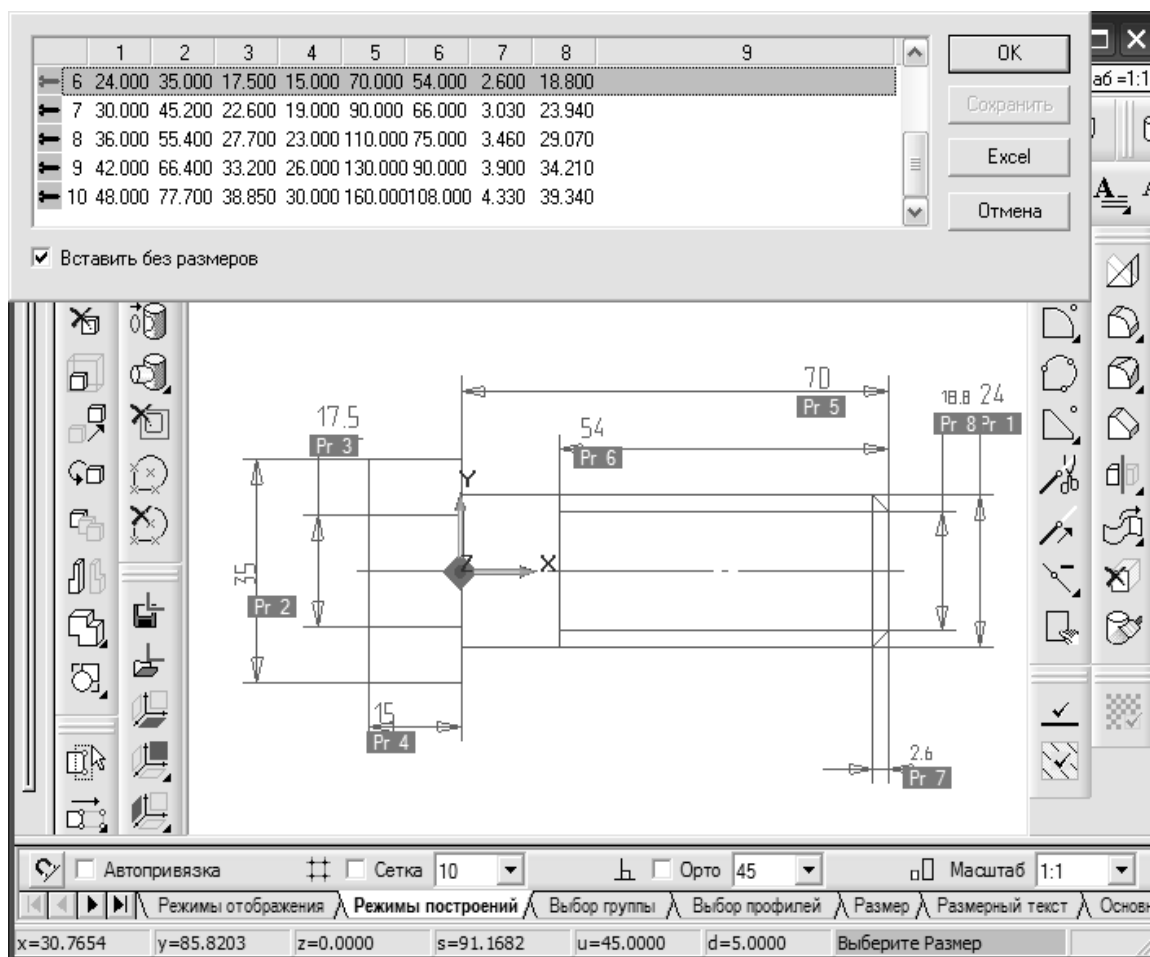 1 2 3 4 5 6 7 8 9
6 24.000 35.000 17.500 15.000 70.000 54.000 2.600 18.800
7 30.000 45.200 22.600 19.000 90.000 66.000 3.030 23.940
8 36.000 55.400 27.700 23.000 110.000 75.000 3.460 29.070
9 42.000 66.400 33.200 26.000 130.000 90.000 3.900 34.210
10 48.000 77.700 38.850 30.000 160.000 108.000 4.330 39.340
OK
Сохранить
Excel
Отмена
Вставить без размеров
аб =1:1
A
70
Pr 5
17.5
Pr 3
54
Pr 6
18.8 24
Pr 8 Pr 1
Y
Z
X
35
Pr 2
15
Pr 4
2.6
Pr 7
Автопривязка Сетка 10 Орто 45 Масштаб 1:1
Режимы отображения Режимы построений Выбор группы Выбор профилей Размер Размерный текст Основн
x=30.7654 y=85.8203 z=0.0000 s=91.1682 u=45.0000 d=5.0000 Выберите Размер